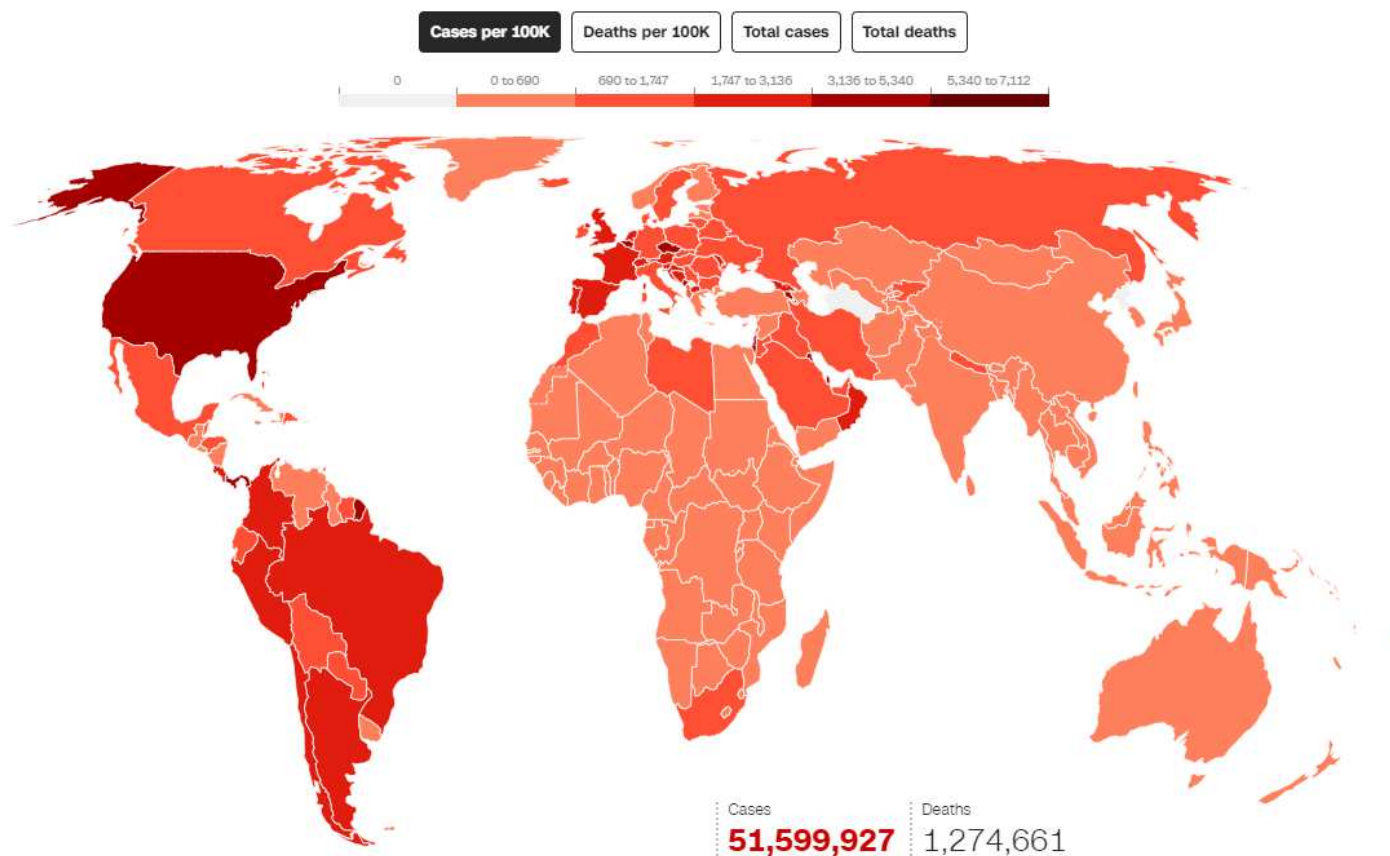 Cases per 100K Deaths per 100K Total cases Total deaths
0 0 to 690 690 to 1,747 1,747 to 3,136 3,136 to 5,340 5,340 to 7,112
Cases Deaths
51,599,927 1,274,661